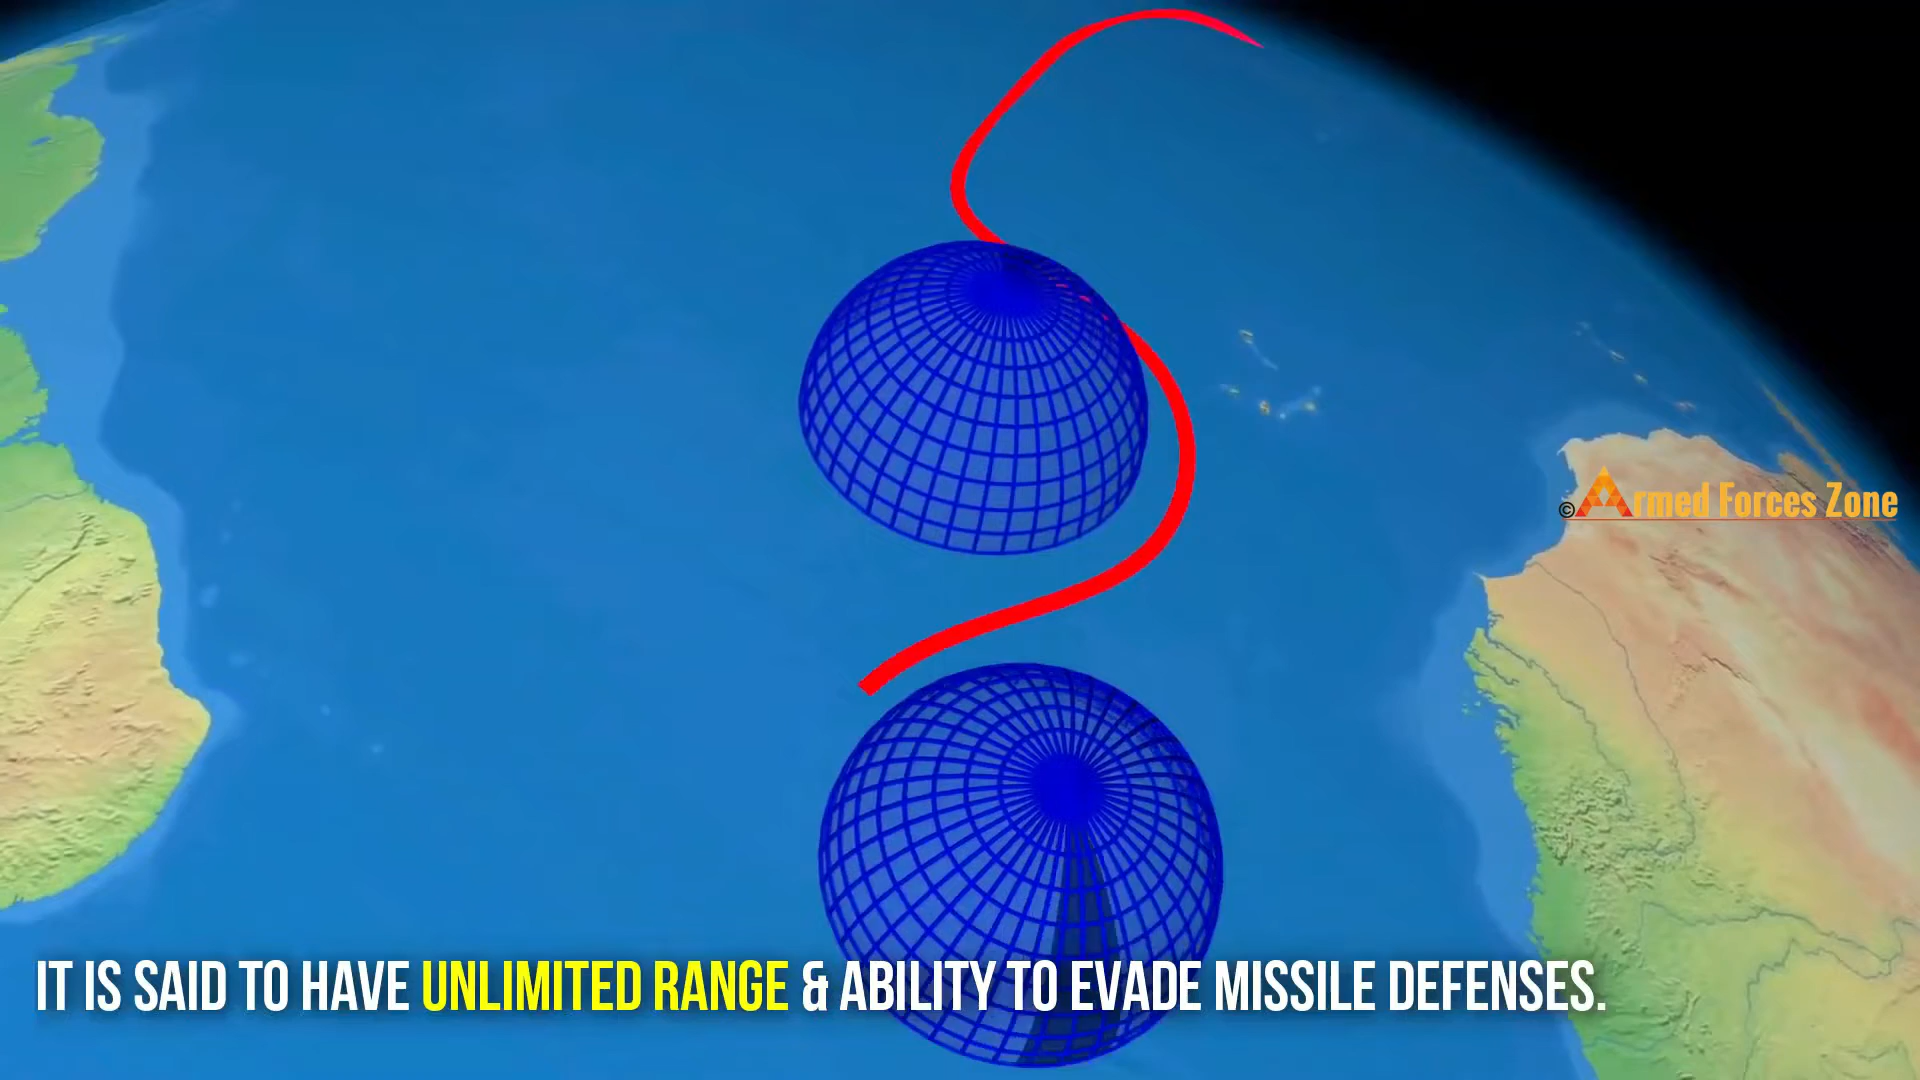 ©Armed Forces Zone
IT IS SAID TO HAVE UNLIMITED RANGE & ABILITY TO EVADE MISSILE DEFENSES.